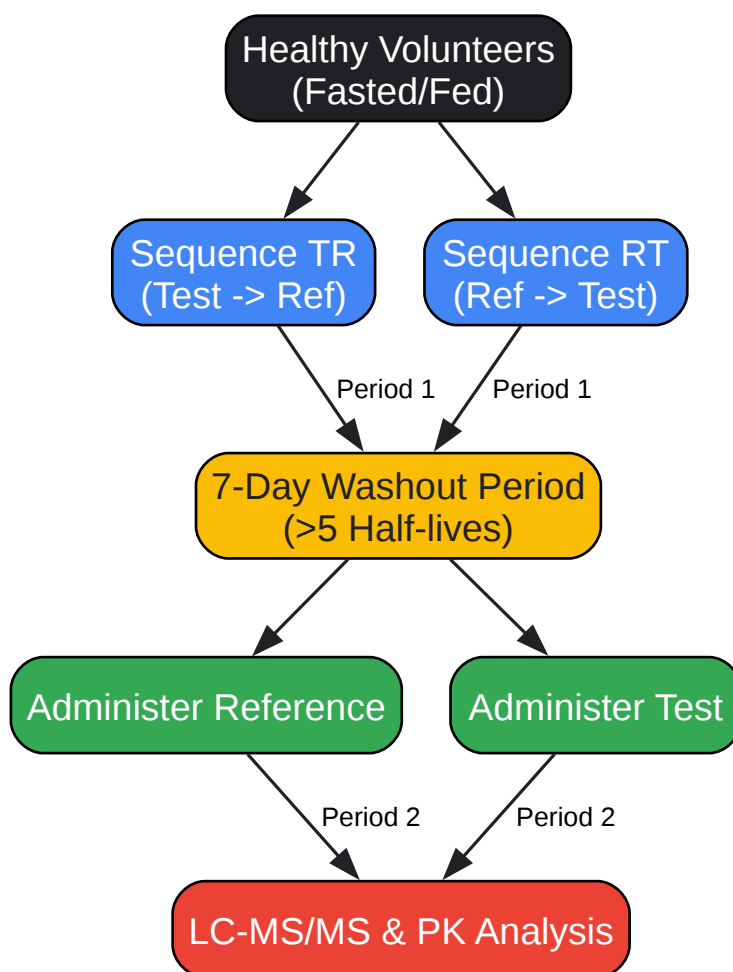 Healthy Volunteers
(Fasted/Fed)
Sequence TR
(Test -> Ref)
Sequence RT
(Ref -> Test)
Period 1
Period 1
7-Day Washout Period
(>5 Half-lives)
Administer Reference
Administer Test
Period 2
Period 2
LC-MS/MS & PK Analysis